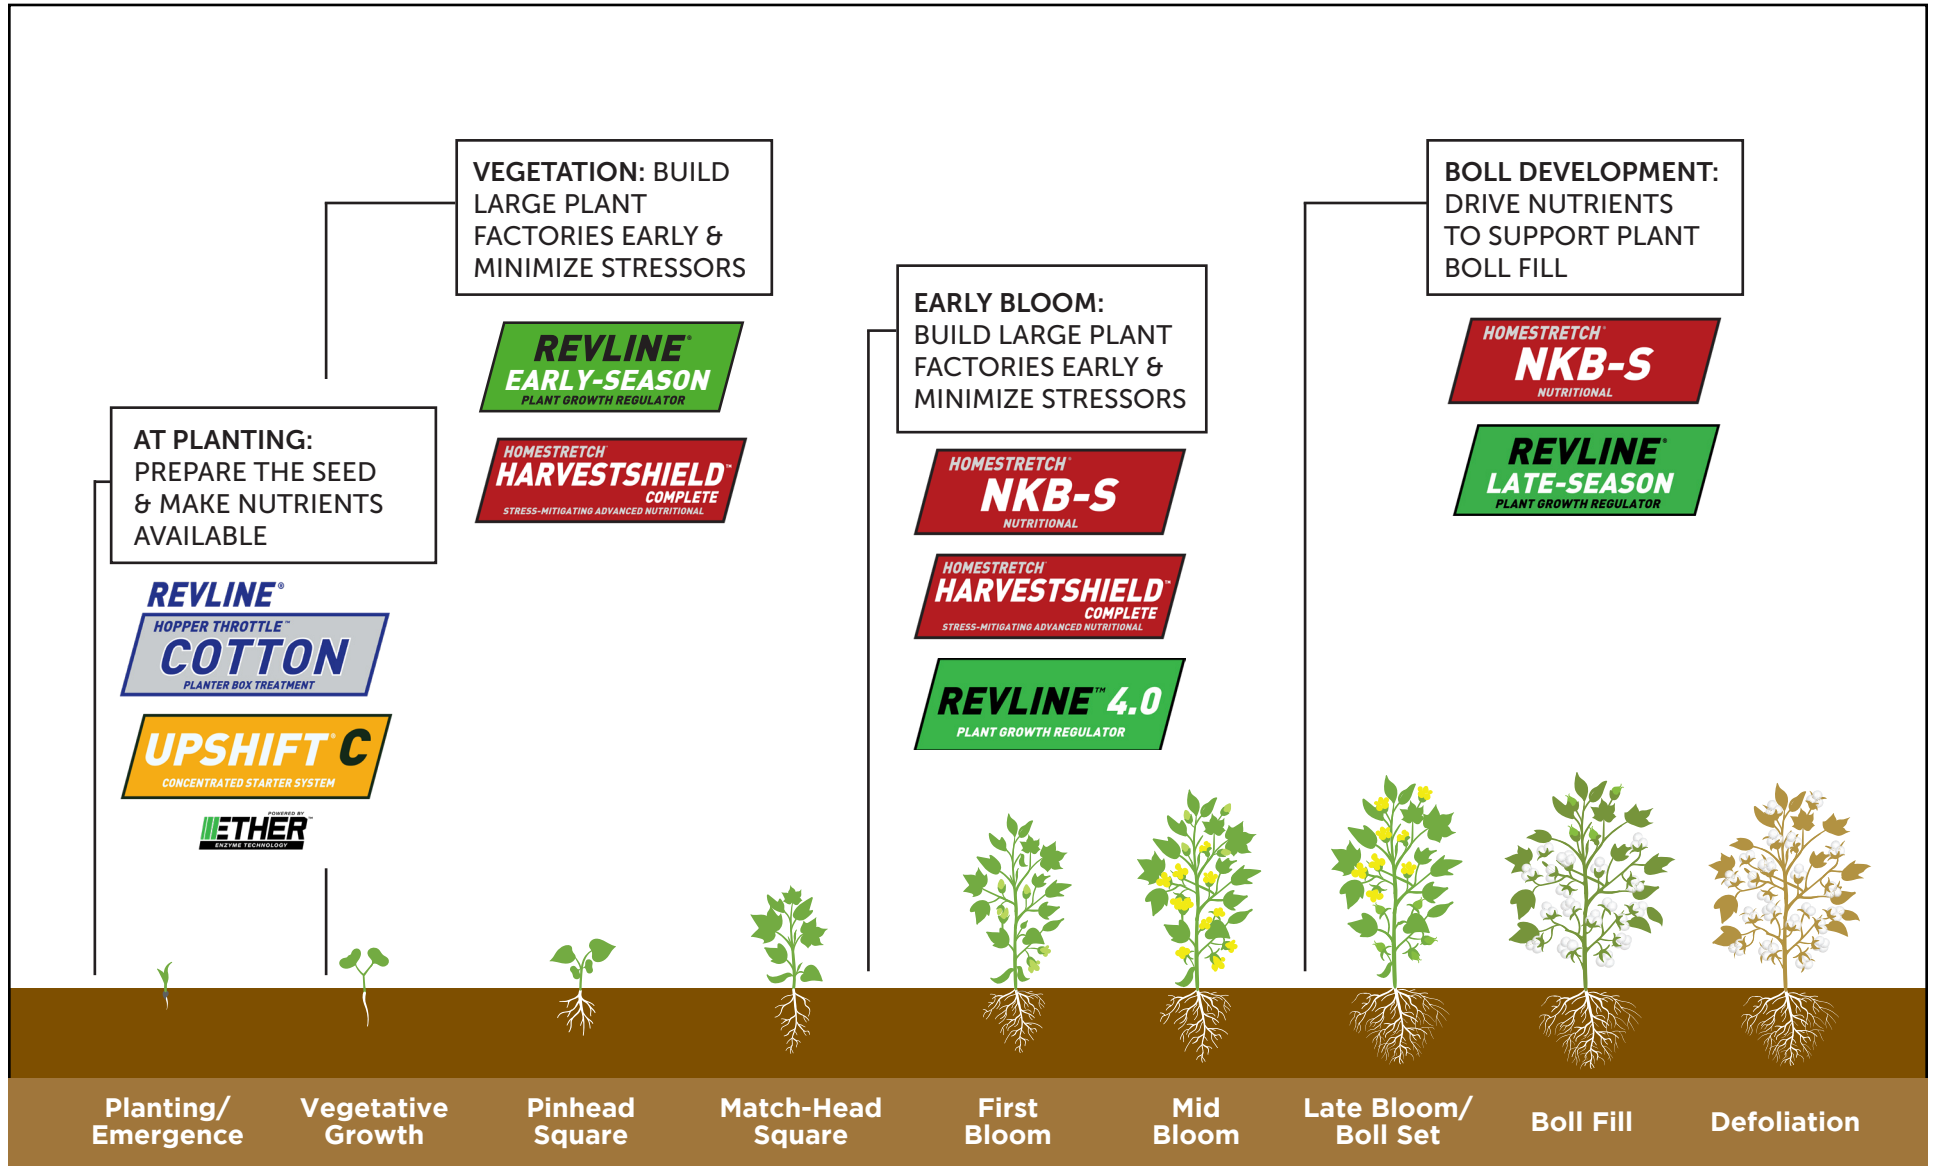 VEGETATION: BUILD
LARGE PLANT
FACTORIES EARLY &
MINIMIZE STRESSORS
REVLINE®
EARLY-SEASON
PLANT GROWTH REGULATOR
HOMESTRETCH®
HARVESTSHIELD™
COMPLETE
STRESS-MITIGATING ADVANCED NUTRITIONAL
AT PLANTING:
PREPARE THE SEED
& MAKE NUTRIENTS
AVAILABLE
REVLINE®
HOPPER THROTTLE™
COTTON
PLANTER BOX TREATMENT
UPSHIFT® C
CONCENTRATED STARTER SYSTEM
POWERED BY
ETHER™
ENZYME TECHNOLOGY
EARLY BLOOM:
BUILD LARGE PLANT
FACTORIES EARLY &
MINIMIZE STRESSORS
HOMESTRETCH®
NKB-S
NUTRITIONAL
HOMESTRETCH®
HARVESTSHIELD™
COMPLETE
STRESS-MITIGATING ADVANCED NUTRITIONAL
REVLINE™ 4.0
PLANT GROWTH REGULATOR
BOLL DEVELOPMENT:
DRIVE NUTRIENTS
TO SUPPORT PLANT
BOLL FILL
HOMESTRETCH®
NKB-S
NUTRITIONAL
REVLINE®
LATE-SEASON
PLANT GROWTH REGULATOR
Planting/
Emergence
Vegetative
Growth
Pinhead
Square
Match-Head
Square
First
Bloom
Mid
Bloom
Late Bloom/
Boll Set
Boll Fill
Defoliation